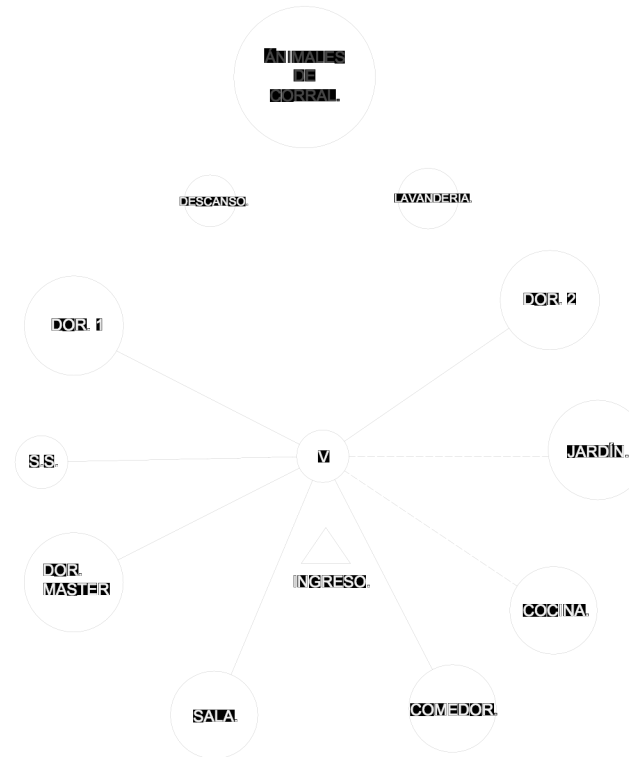 ANIMALES
DE
CORRAL.
DESCANSO.
LAVANDERIA.
DOR. 1
DOR. 2
S.S.
V
JARDÍN.
DOR.
MASTER
INGRESO.
COCINA.
SALA.
COMEDOR.